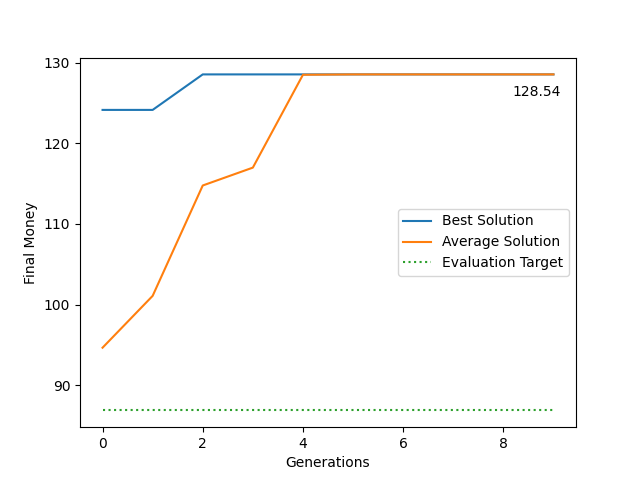 130
120
110
100
90
Final Money
0
2
4
6
8
Generations
128.54
Best Solution
Average Solution
Evaluation Target